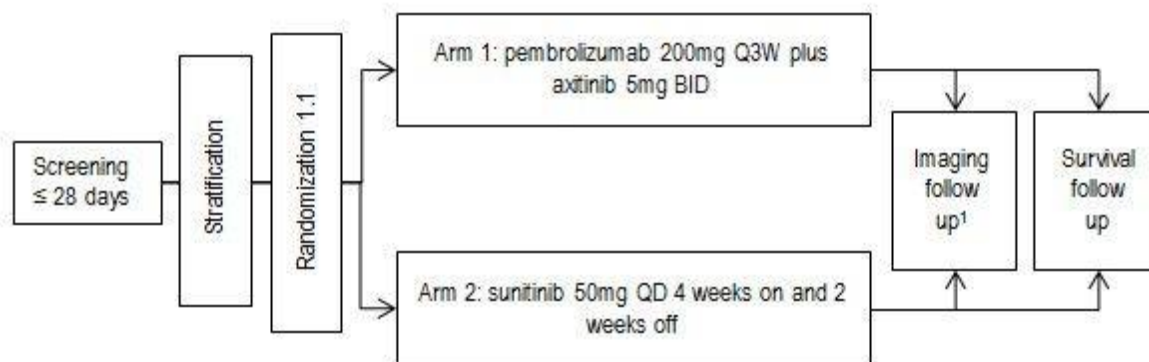 Screening
≤ 28 days
Stratification
Randomization 1.1
Arm 1: pembrolizumab 200mg Q3W plus
axitinib 5mg BID
Arm 2: sunitinib 50mg QD 4 weeks on and 2
weeks off
Imaging
follow
up¹
Survival
follow
up